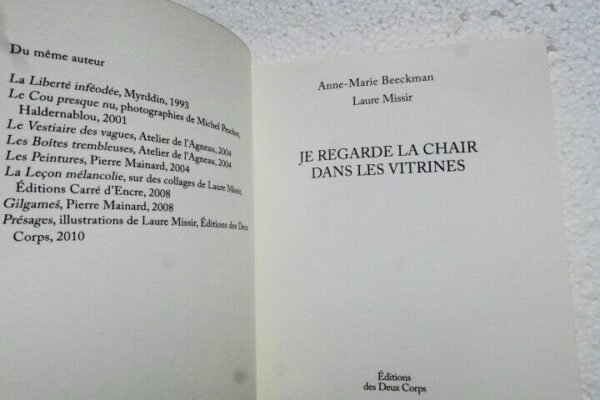 Du même auteur
La Liberté inféodée, Myrddin, 1993
Le Cou presque nu, photographies de Michel Peschot,
Haldernablou, 2001
Le Vestiaire des vagues, Atelier de l'Agneau, 2004
Les Boîtes trembleuses, Atelier de l'Agneau, 2004
Les Peintures, Pierre Mainard, 2004
La Leçon mélancolie, sur des collages de Laure Missir,
Éditions Carré d'Encre, 2008
Gilgameš, Pierre Mainard, 2008
Présages, illustrations de Laure Missir, Éditions des Deux
Corps, 2010
Anne-Marie Beeckman
Laure Missir
JE REGARDE LA CHAIR
DANS LES VITRINES
Éditions
des Deux Corps